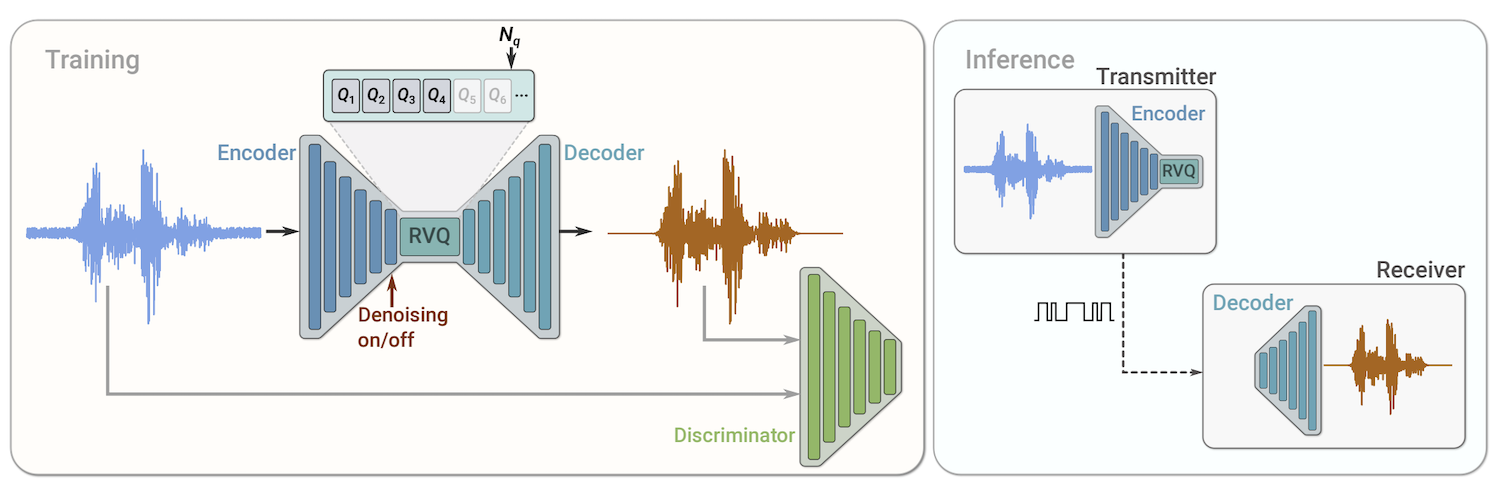 Training
N_q
Q_1 Q_2 Q_3 Q_4 Q_5 Q_6 ...
Encoder
Decoder
RVQ
Denoising
on/off
Discriminator
Inference
Transmitter
Encoder
RVQ
Receiver
Decoder